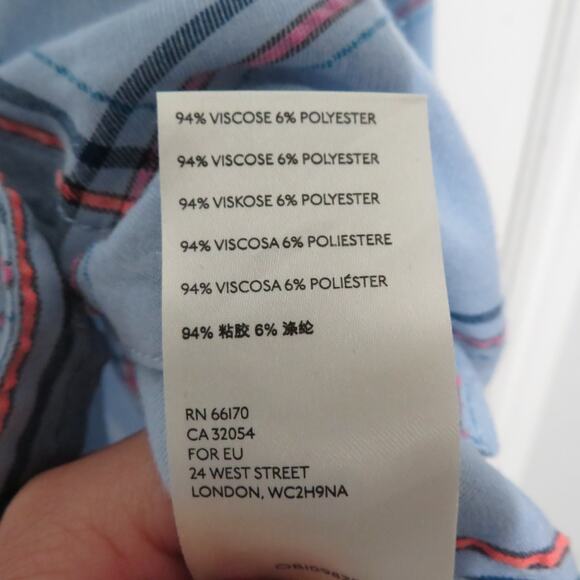 94% VISCOSE 6% POLYESTER
94% VISCOSE 6% POLYESTER
94% VISKOSE 6% POLYESTER
94% VISCOSA 6% POLIESTERE
94% VISCOSA 6% POLIÉSTER
94% 粘胶 6% 涤纶
RN 66170
CA 32054
FOR EU
24 WEST STREET
LONDON, WC2H9NA